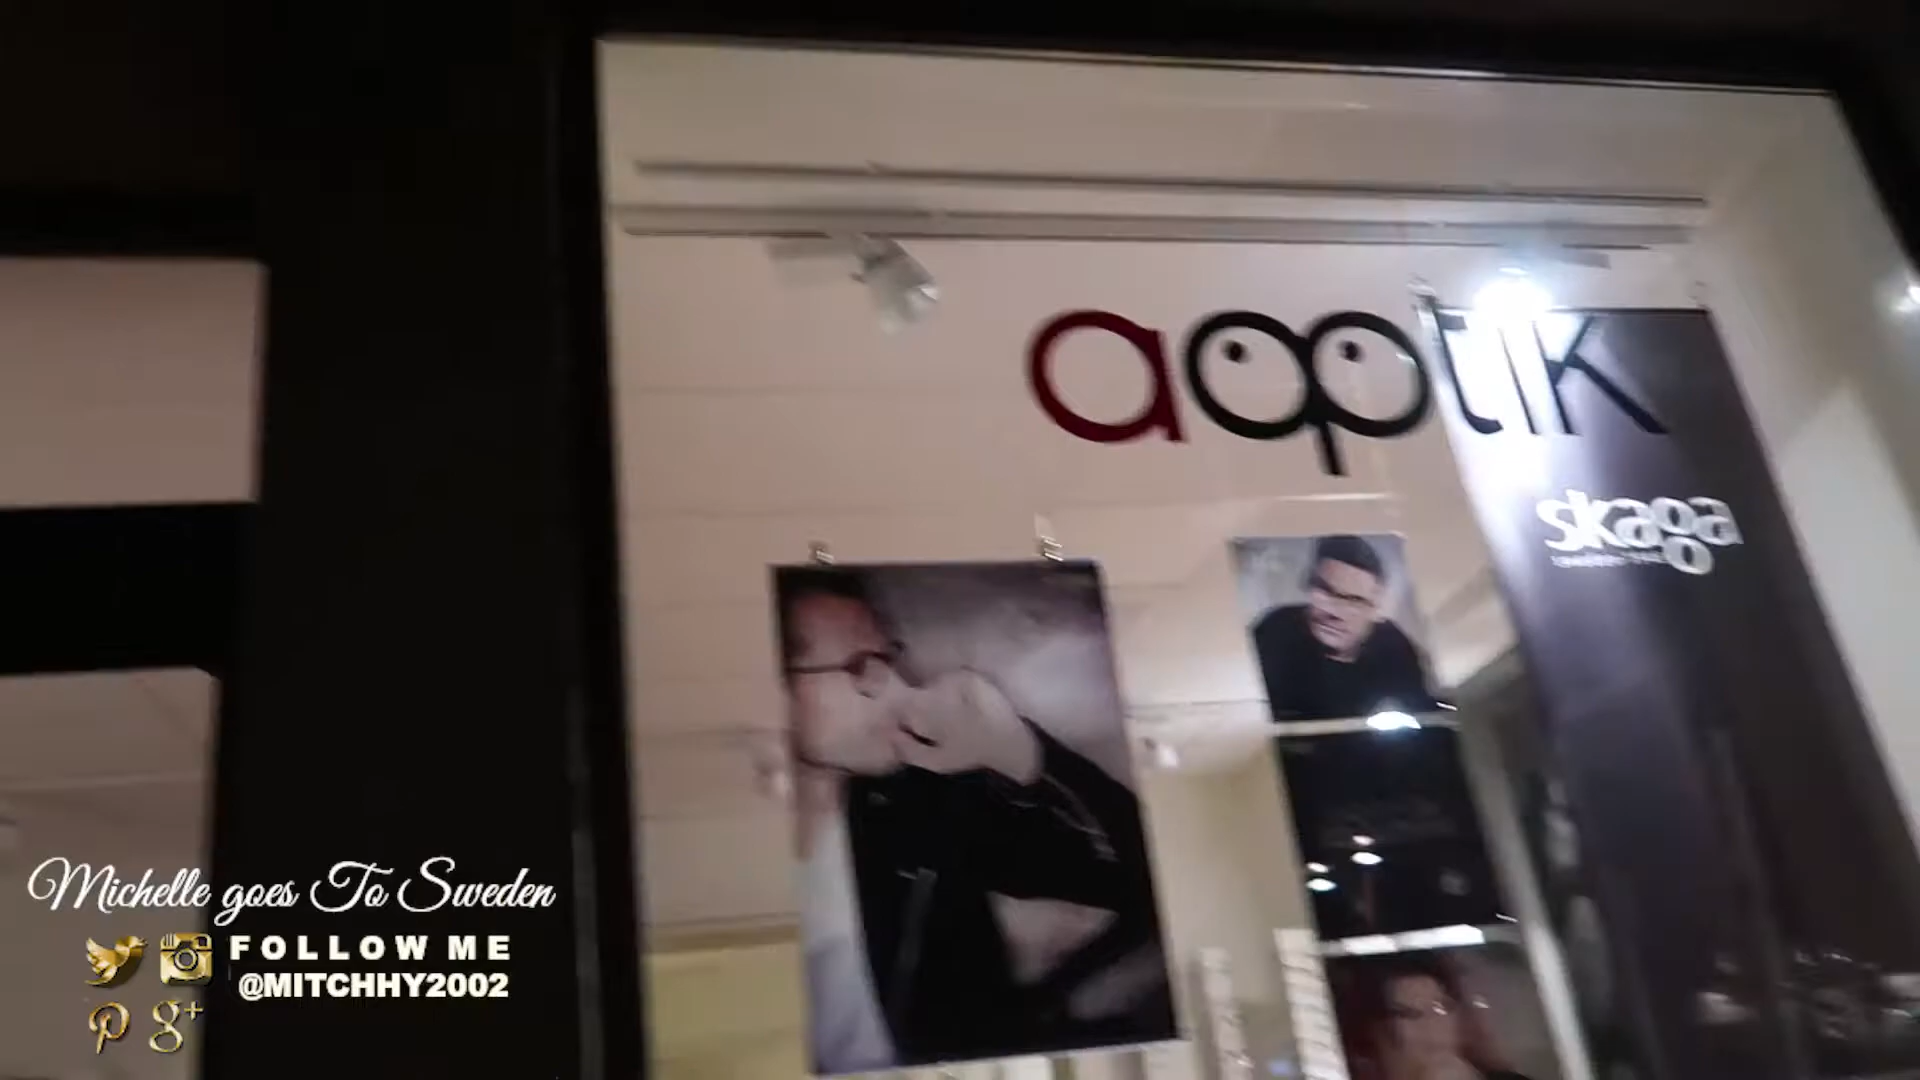 aoptik
skaga
Michelle goes To Sweden
FOLLOW ME
@MITCHHY2002